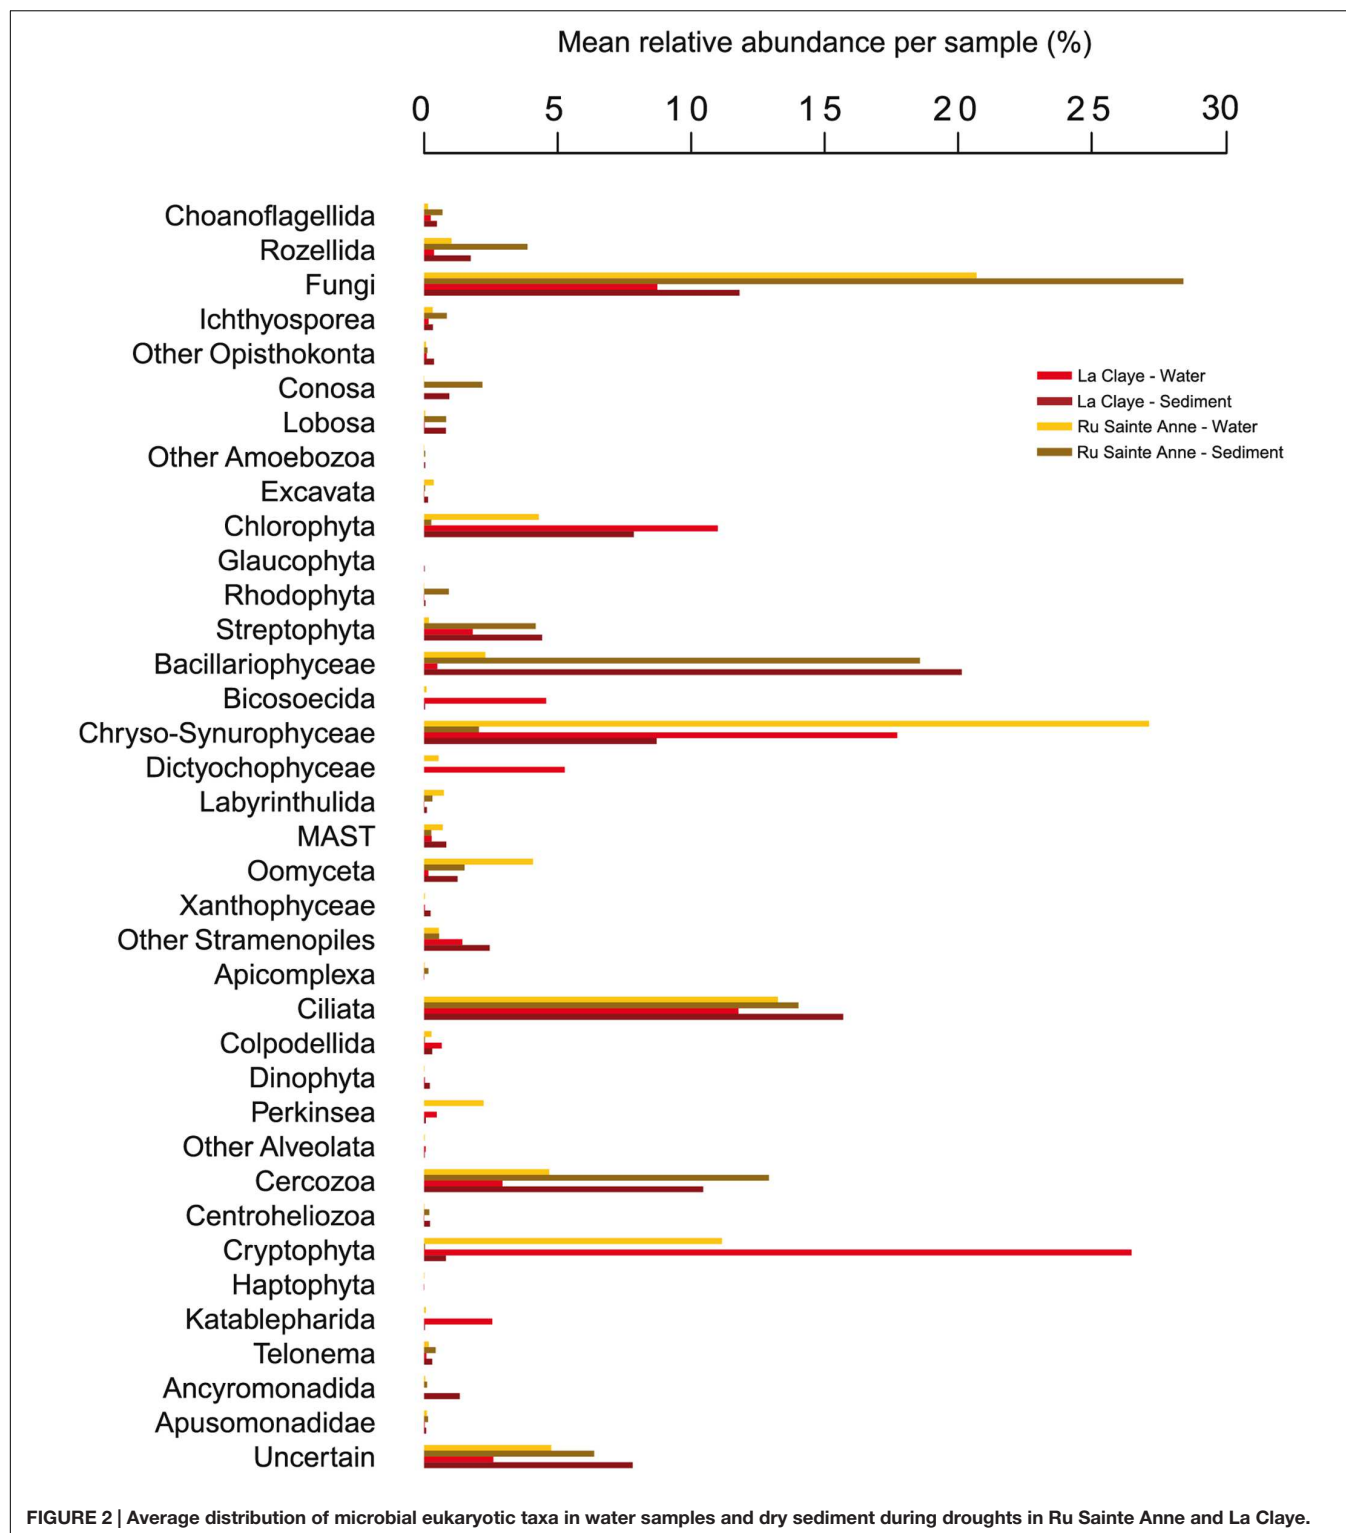 Mean relative abundance per sample (%)
0 5 10 15 20 25 30
Choanoflagellida
Rozellida
Fungi
Ichthyosporea
Other Opisthokonta
Conosa
Lobosa
Other Amoebozoa
Excavata
Chlorophyta
Glaucophyta
Rhodophyta
Streptophyta
Bacillariophyceae
Bicosoecida
Chryso-Synurophyceae
Dictyochophyceae
Labyrinthulida
MAST
Oomyceta
Xanthophyceae
Other Stramenopiles
Apicomplexa
Ciliata
Colpodellida
Dinophyta
Perkinsea
Other Alveolata
Cercozoa
Centroheliozoa
Cryptophyta
Haptophyta
Katablepharida
Telonema
Ancyromonadida
Apusomonadidae
Uncertain
La Claye - Water
La Claye - Sediment
Ru Sainte Anne - Water
Ru Sainte Anne - Sediment
FIGURE 2 | Average distribution of microbial eukaryotic taxa in water samples and dry sediment during droughts in Ru Sainte Anne and La Claye.